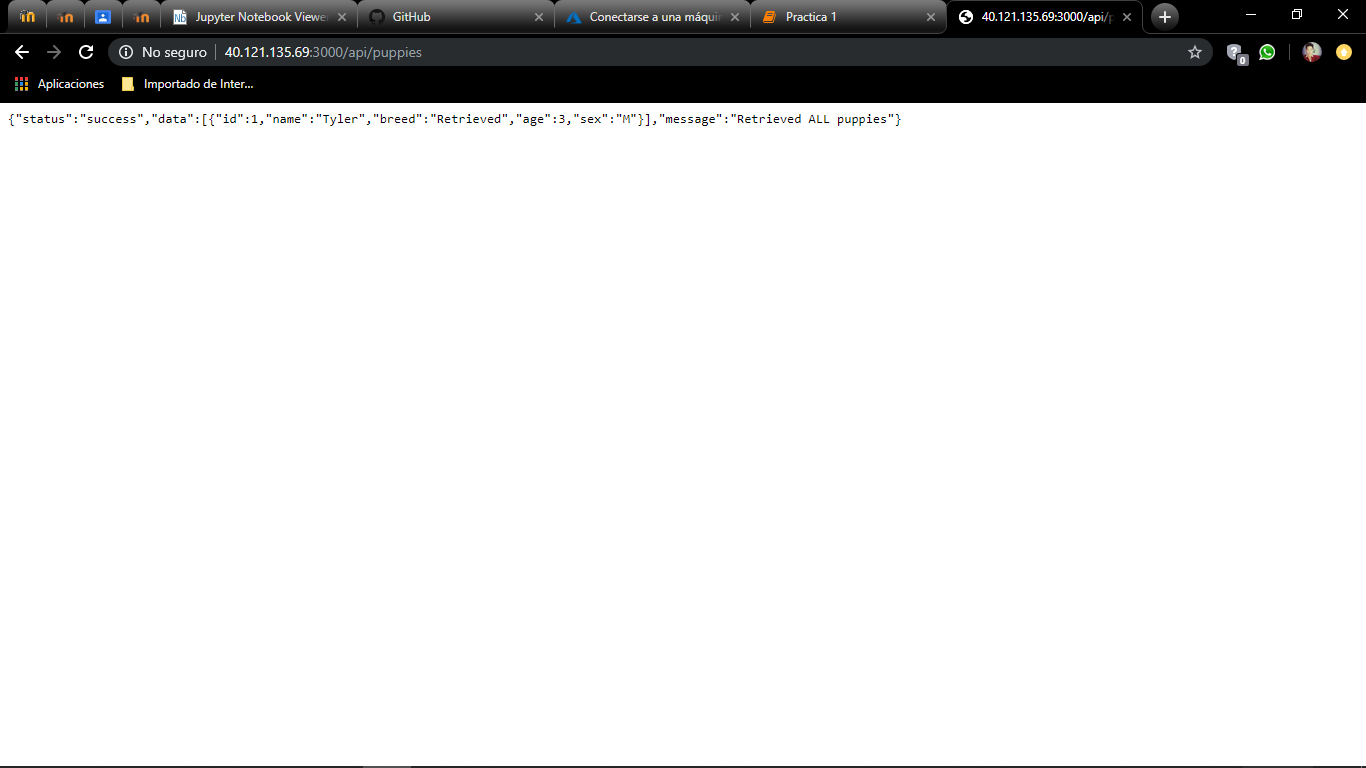 Jupyter Notebook Viewer
GitHub
Conectarse a una máquin
Practica 1
40.121.135.69:3000/api/p
No seguro
40.121.135.69:3000/api/puppies
0
Aplicaciones
Importado de Inter...
{"status":"success","data":[{"id":1,"name":"Tyler","breed":"Retrieved","age":3,"sex":"M"}],"message":"Retrieved ALL puppies"}